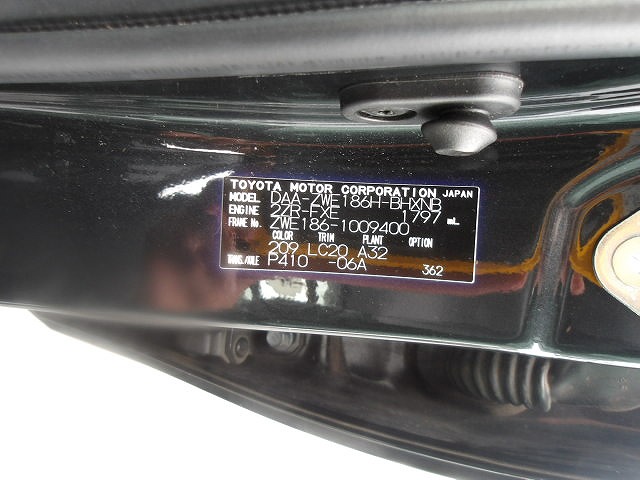 TOYOTA MOTOR CORPORATION JAPAN
MODEL DAA-ZWE186H-BHXNB
ENGINE 2ZR-FXE 1797 mL
FRAME No. ZWE186-1009400
COLOR TRIM PLANT OPTION
209 LC20 A32
TRANS./AXLE P410 -06A 362